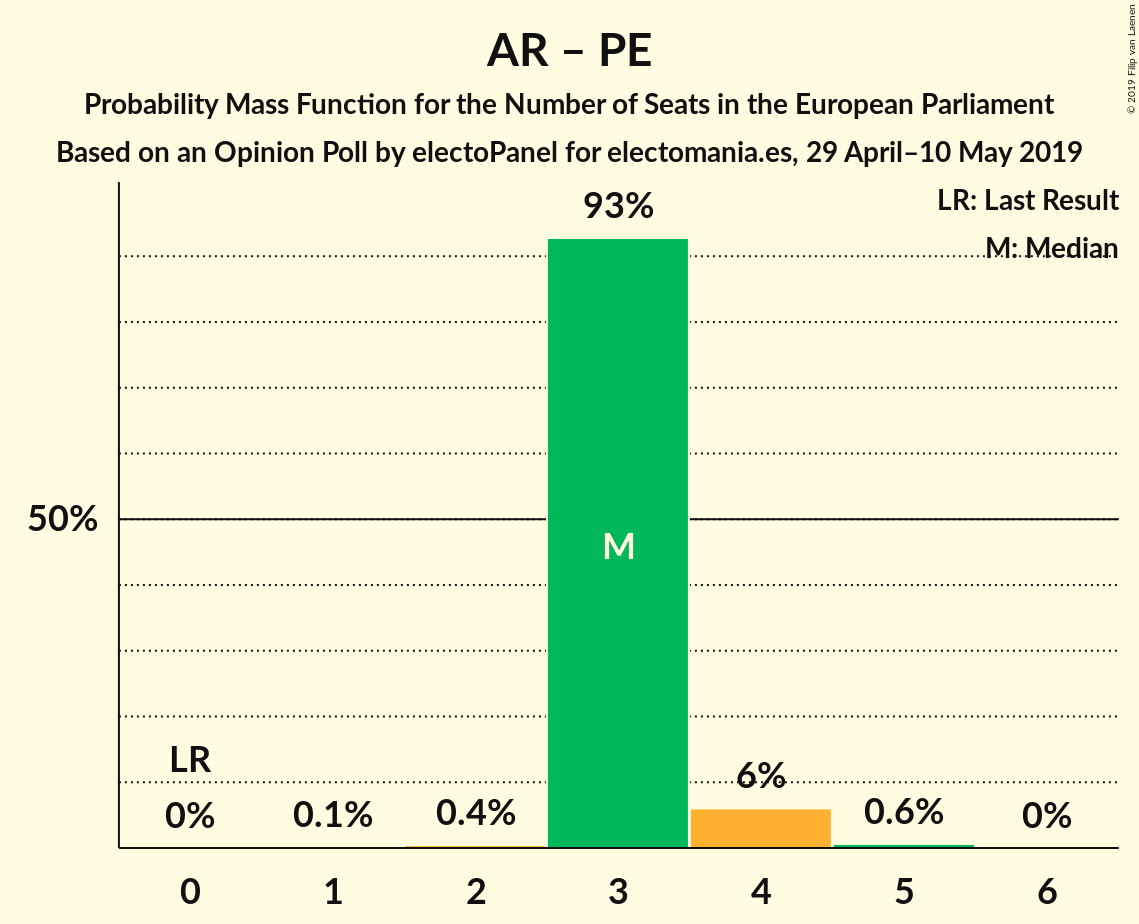 AR – PE
Probability Mass Function for the Number of Seats in the European Parliament
Based on an Opinion Poll by electoPanel for electomania.es, 29 April–10 May 2019
© 2019 Filip van Laenen
LR: Last Result
M: Median
93%
50%
M
LR
0%
0.1%
0.4%
6%
0.6%
0%
0 1 2 3 4 5 6